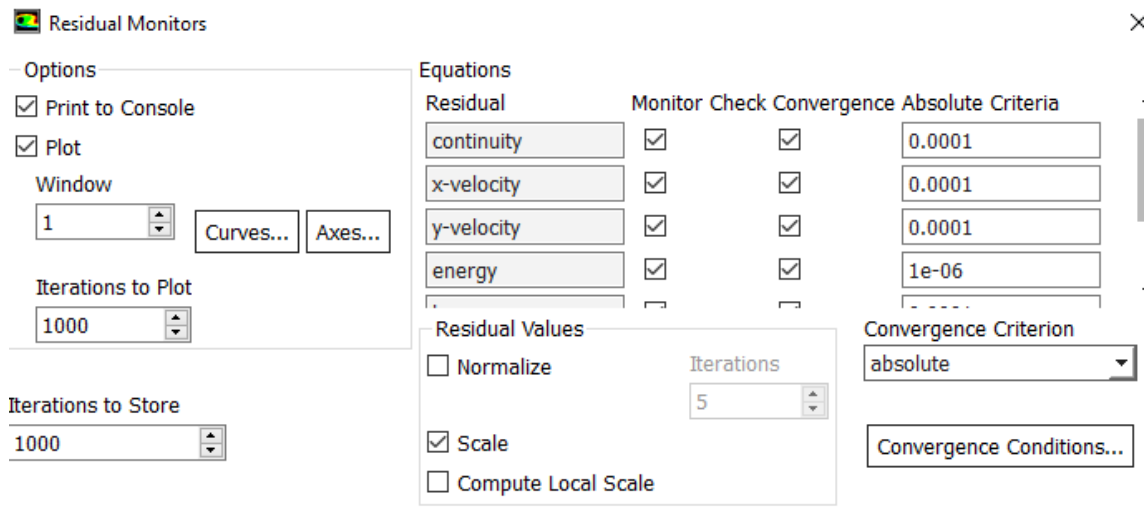 Residual Monitors
Options
Print to Console
Plot
Window
1
Curves...
Axes...
Iterations to Plot
1000
Iterations to Store
1000
Equations
Residual Monitor Check Convergence Absolute Criteria
continuity 0.0001
x-velocity 0.0001
y-velocity 0.0001
energy 1e-06
Residual Values
Normalize
Iterations
5
Scale
Compute Local Scale
Convergence Criterion
absolute
Convergence Conditions...